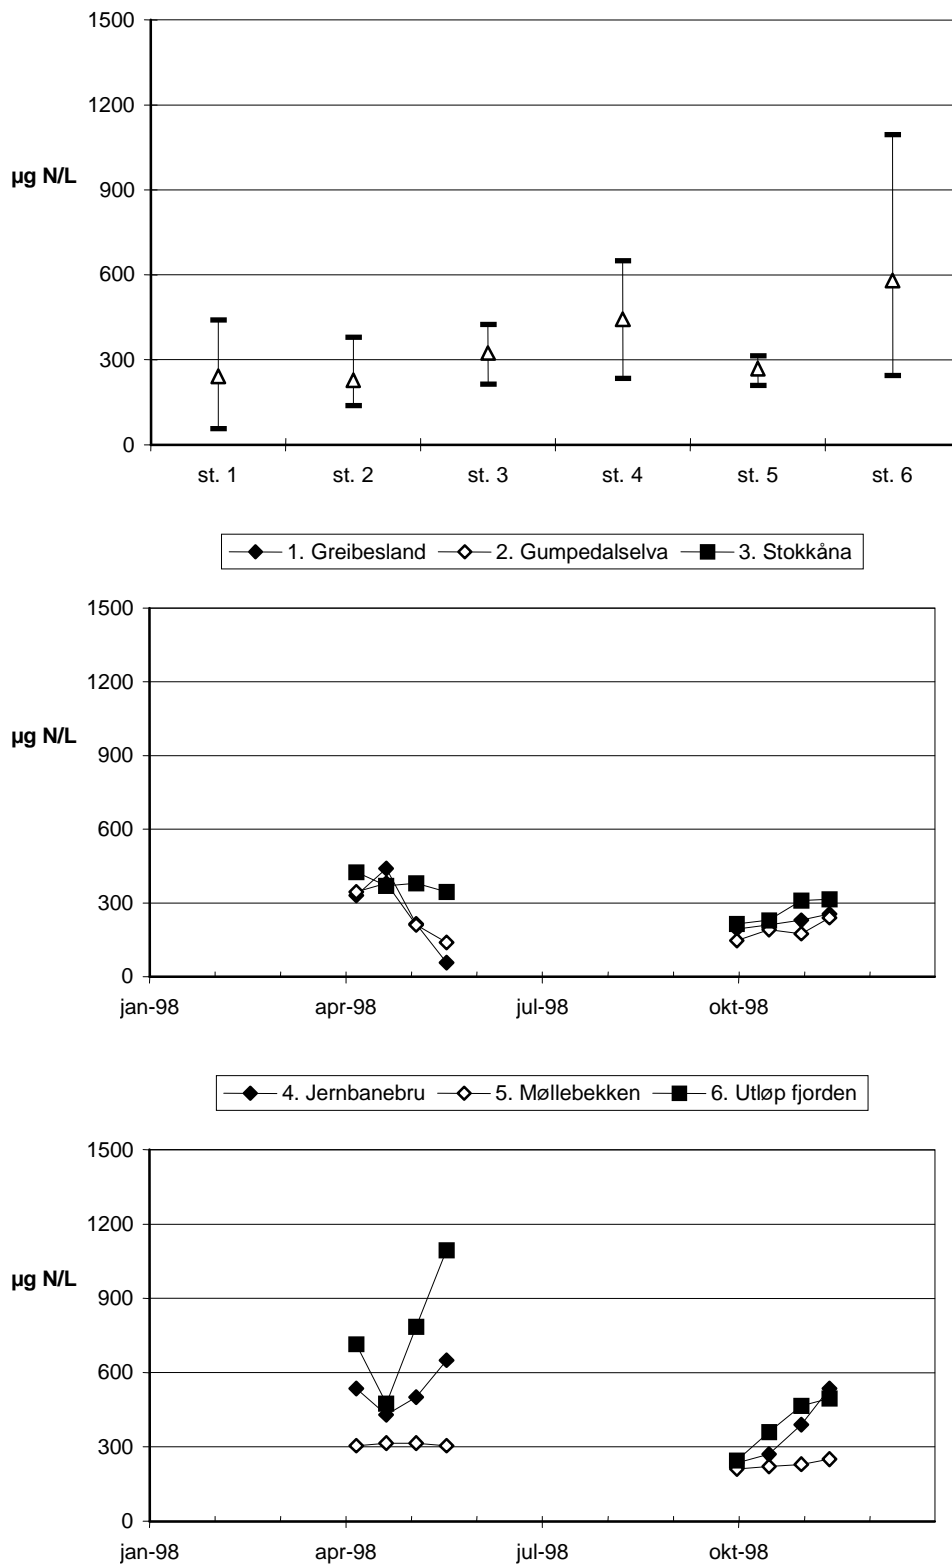 1500
1200
µg N/L
900
600
300
0
st. 1 st. 2 st. 3 st. 4 st. 5 st. 6
1. Greibesland 2. Gumpedalselva 3. Stokkåna
1500
1200
µg N/L
900
600
300
0
jan-98 apr-98 jul-98 okt-98
4. Jernbanebru 5. Møllebekken 6. Utløp fjorden
1500
1200
µg N/L
900
600
300
0
jan-98 apr-98 jul-98 okt-98